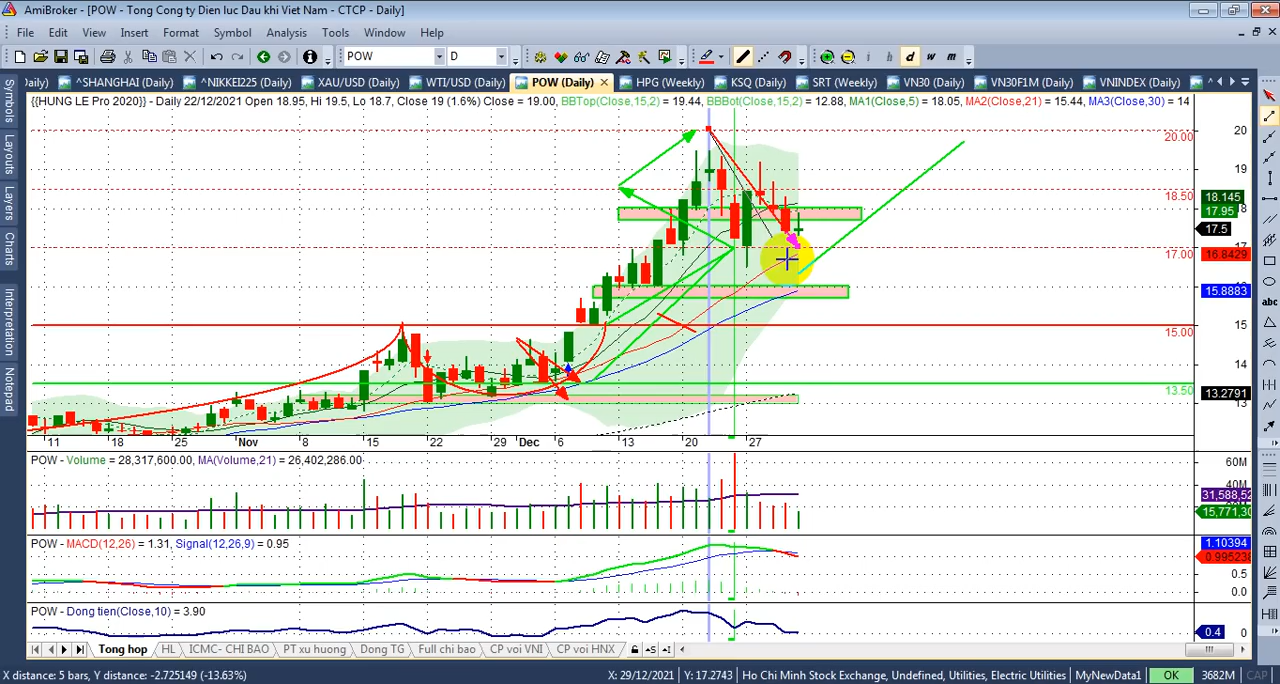 AmiBroker - [POW - Tong Cong ty Dien luc Dau khi Viet Nam - CTCP - Daily]
File Edit View Insert Format Symbol Analysis Tools Window Help
POW D i d w m
aily) ^SHANGHAI (Daily) ^NIKKEI225 (Daily) XAU/USD (Daily) WTI/USD (Daily) POW (Daily) HPG (Weekly) KSQ (Daily) SRT (Weekly) VN30 (Daily) VN30F1M (Daily) VNINDEX (Daily)
Symbols
Layouts
Layers
Charts
Interpretation
Notepad
abc
{{HUNG LE Pro 2020}} - Daily 22/12/2021 Open 18.95, Hi 19.5, Lo 18.7, Close 19 (1.6%) Close = 19.00, BBTop(Close,15,2) = 19.44, BBBot(Close,15,2) = 12.88, MA1(Close,5) = 18.05, MA2(Close,21) = 15.44, MA3(Close,30) = 14
20.00 20
19
18.50 18.145
17.95 18
17.5
17
17.00 16.8429
15.8883
15
15.00
14
13.50 13.2791
13
11 18 25 Nov 8 15 22 29 Dec 6 13 20 27
POW - Volume = 28,317,600.00, MA(Volume,21) = 26,402,286.00
60M
40M
31,588,52
15,771,30
POW - MACD(12,26) = 1.31, Signal(12,26,9) = 0.95
1.10394
0.995238
0.5
0.0
POW - Dong tien(Close,10) = 3.90
0.4 0
Tong hop HL ICMC- CHI BAO PT xu huong Dong TG Full chi bao CP voi VNI CP voi HNX
X distance: 5 bars, Y distance: -2.725149 (-13.63%) X: 29/12/2021 Y: 17.2743 Ho Chi Minh Stock Exchange, Undefined, Utilities, Electric Utilities MyNewData1 OK 3682M CAP